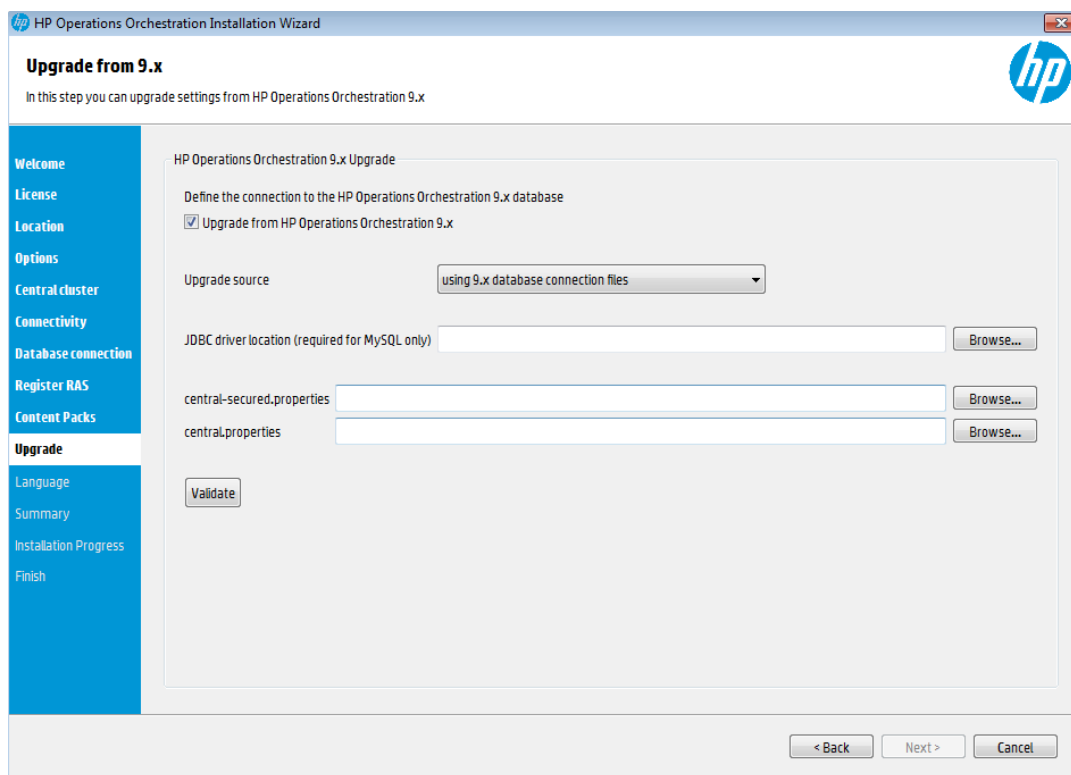 hp HP Operations Orchestration Installation Wizard
Upgrade from 9.x
In this step you can upgrade settings from HP Operations Orchestration 9.x
hp
Welcome
License
Location
Options
Central cluster
Connectivity
Database connection
Register RAS
Content Packs
Upgrade
Language
Summary
Installation Progress
Finish
HP Operations Orchestration 9.x Upgrade
Define the connection to the HP Operations Orchestration 9.x database
Upgrade from HP Operations Orchestration 9.x
Upgrade source using 9.x database connection files
JDBC driver location (required for MySQL only) Browse...
central-secured.properties Browse...
central.properties Browse...
Validate
< Back Next > Cancel